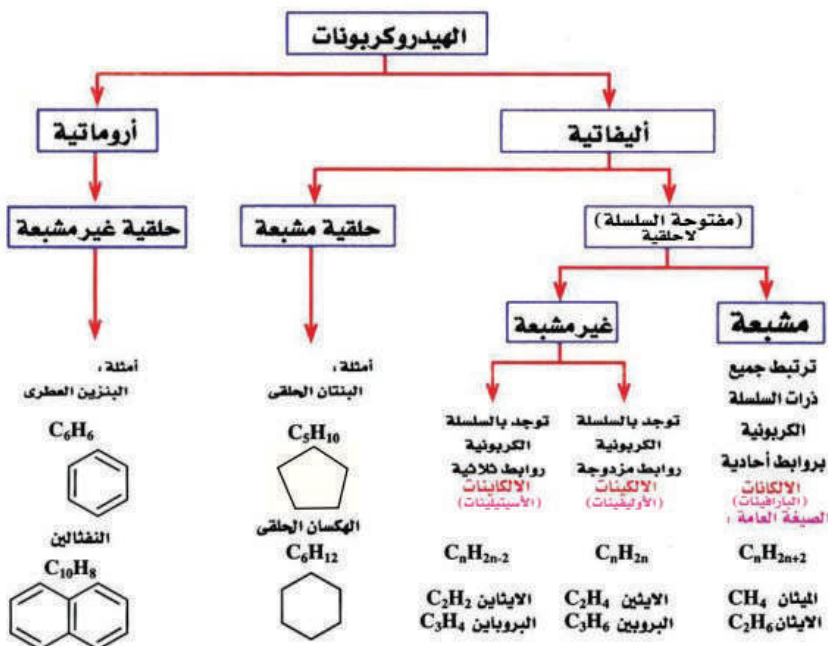 الهيدروكربونات
أليفاتية
أروماتية
(مفتوحة السلسلة)
لاحلقية
حلقية مشبعة
حلقية غير مشبعة
مشبعة
ترتبط جميع
ذرات السلسلة
الكربونية
بروابط أحادية
الالكانات
(البارافينات)
الصيغة العامة :
CnH2n+2
الميثان CH4
الايثان C2H6
غير مشبعة
توجد بالسلسلة
الكربونية
روابط مزدوجة
الالكينات
(الأوليفينات)
CnH2n
الايثين C2H4
البروبين C3H6
توجد بالسلسلة
الكربونية
روابط ثلاثية
الالكاينات
(الأسيتيلينات)
CnH2n-2
الايثاين C2H2
البروباين C3H4
أمثلة :
البنتان الحلقى
C5H10
الهكسان الحلقى
C6H12
أمثلة :
البنزين العطرى
C6H6
النفثالين
C10H8